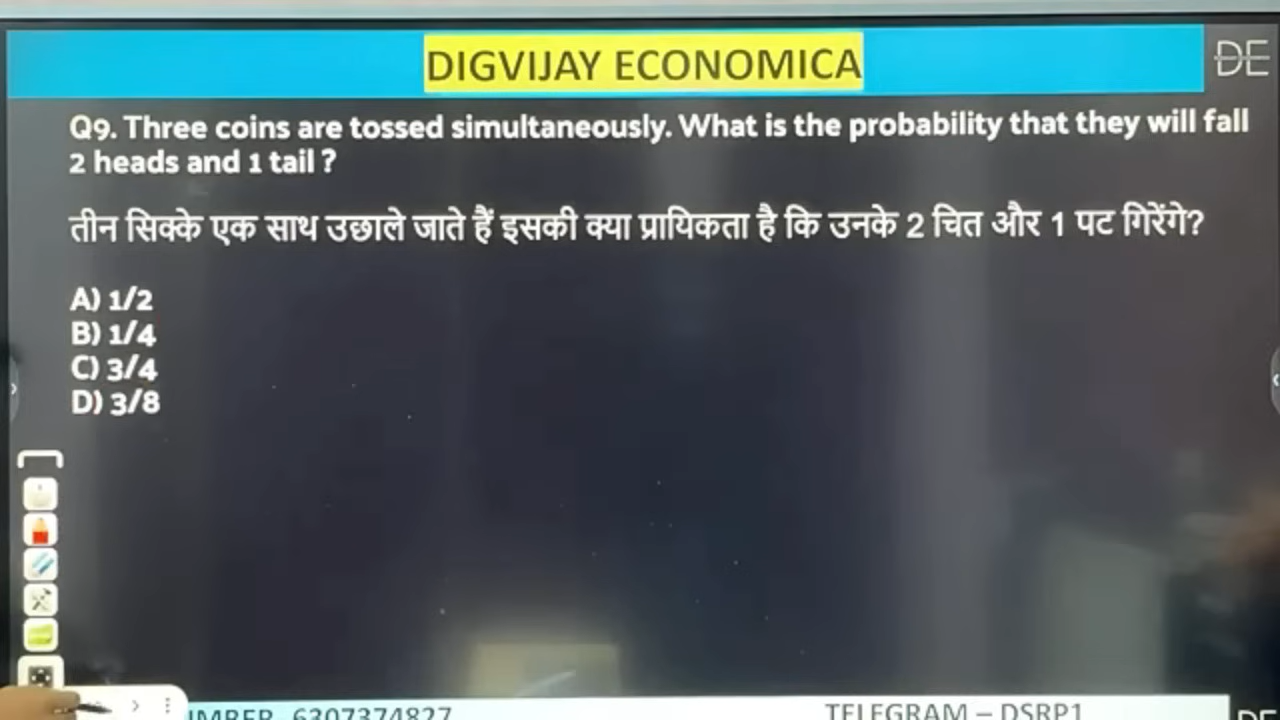 DIGVIJAY ECONOMICA
DE
Q9. Three coins are tossed simultaneously. What is the probability that they will fall
2 heads and 1 tail ?
तीन सिक्के एक साथ उछाले जाते हैं इसकी क्या प्रायिकता है कि उनके 2 चित और 1 पट गिरेंगे?
A) 1/2
B) 1/4
C) 3/4
D) 3/8
6307374827
TELEGRAM – DSRP1
DE